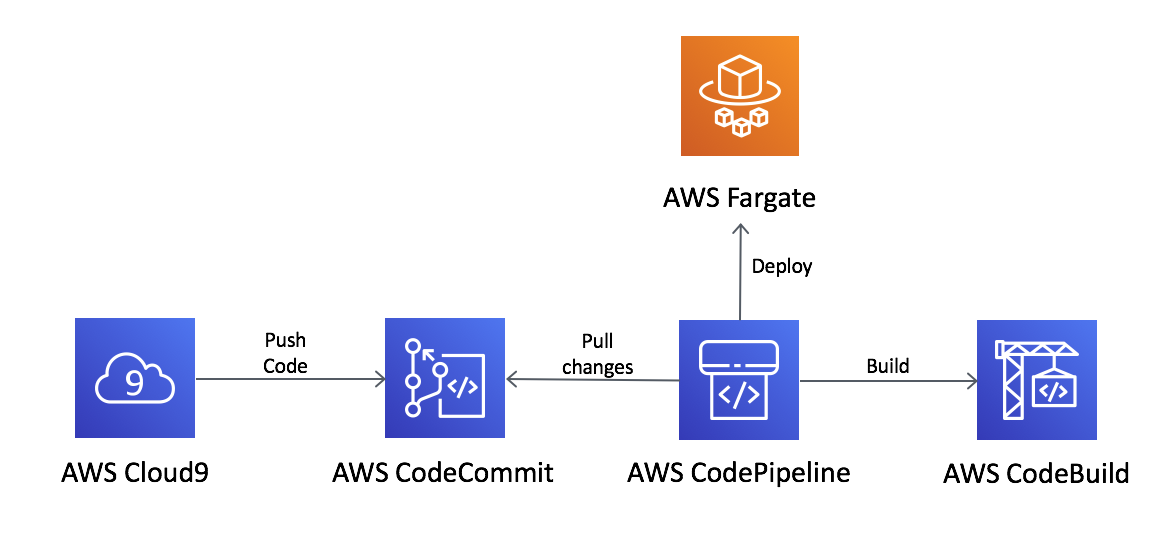 AWS Fargate
Deploy
Push
Code
Pull
changes
Build
9
</>
</>
</>
AWS Cloud9
AWS CodeCommit
AWS CodePipeline
AWS CodeBuild